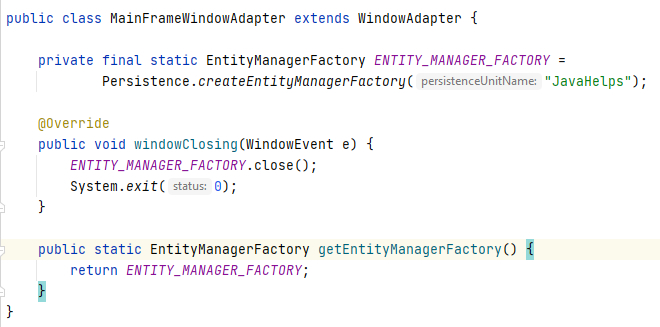 public class MainFrameWindowAdapter extends WindowAdapter {
private final static EntityManagerFactory ENTITY_MANAGER_FACTORY =
Persistence.createEntityManagerFactory( persistenceUnitName: "JavaHelps");
@Override
public void windowClosing(WindowEvent e) {
ENTITY_MANAGER_FACTORY.close();
System.exit( status: 0);
}
public static EntityManagerFactory getEntityManagerFactory() {
return ENTITY_MANAGER_FACTORY;
}
}